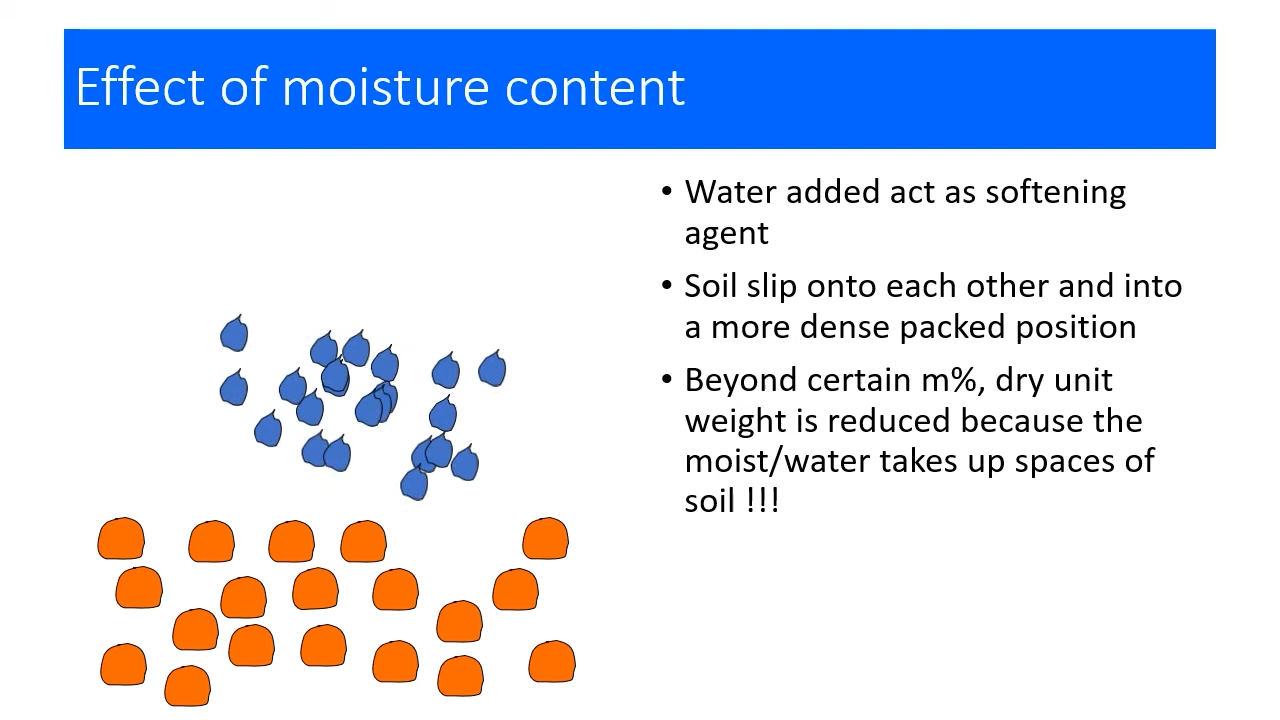 Effect of moisture content
• Water added act as softening
agent
• Soil slip onto each other and into
a more dense packed position
• Beyond certain m%, dry unit
weight is reduced because the
moist/water takes up spaces of
soil !!!